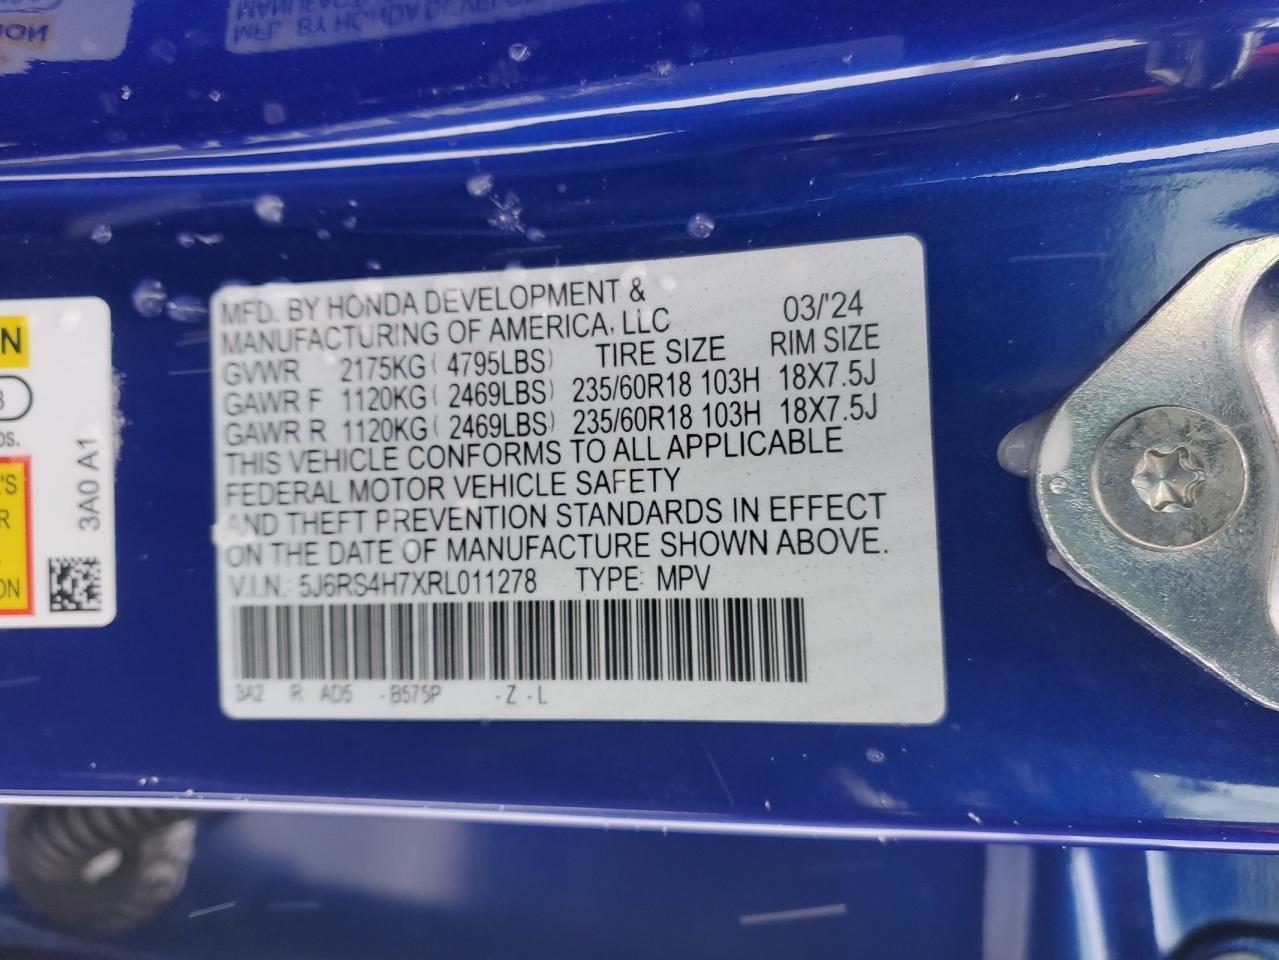 MFD. BY HONDA DEVELOPMENT &
MANUFACTURING OF AMERICA, LLC 03/'24
GVWR 2175KG ( 4795LBS) TIRE SIZE RIM SIZE
GAWR F 1120KG ( 2469LBS) 235/60R18 103H 18X7.5J
GAWR R 1120KG ( 2469LBS) 235/60R18 103H 18X7.5J
THIS VEHICLE CONFORMS TO ALL APPLICABLE
FEDERAL MOTOR VEHICLE SAFETY
AND THEFT PREVENTION STANDARDS IN EFFECT
ON THE DATE OF MANUFACTURE SHOWN ABOVE.
V.I.N.: 5J6RS4H7XRL011278 TYPE: MPV
3A2 R AD5 -B575P -Z -L
3A0 A1